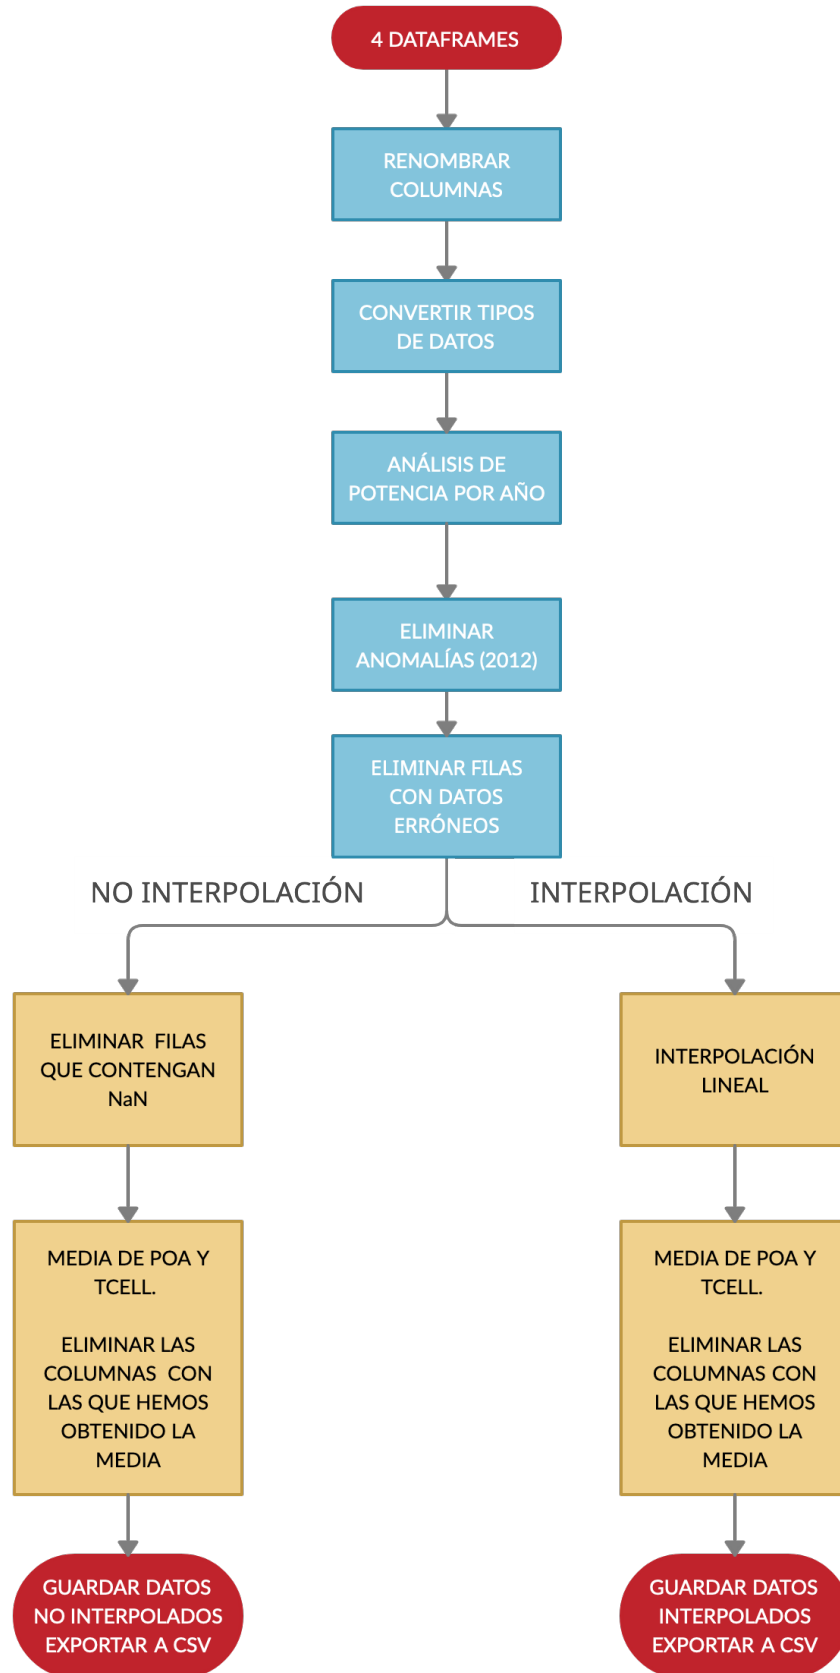 4 DATAFRAMES
RENOMBRAR
COLUMNAS
CONVERTIR TIPOS
DE DATOS
ANÁLISIS DE
POTENCIA POR AÑO
ELIMINAR
ANOMALÍAS (2012)
ELIMINAR FILAS
CON DATOS
ERRÓNEOS
NO INTERPOLACIÓN
INTERPOLACIÓN
ELIMINAR FILAS
QUE CONTENGAN
NaN
INTERPOLACIÓN
LINEAL
MEDIA DE POA Y
TCELL.
ELIMINAR LAS
COLUMNAS CON
LAS QUE HEMOS
OBTENIDO LA
MEDIA
MEDIA DE POA Y
TCELL.
ELIMINAR LAS
COLUMNAS CON
LAS QUE HEMOS
OBTENIDO LA
MEDIA
GUARDAR DATOS
NO INTERPOLADOS
EXPORTAR A CSV
GUARDAR DATOS
INTERPOLADOS
EXPORTAR A CSV